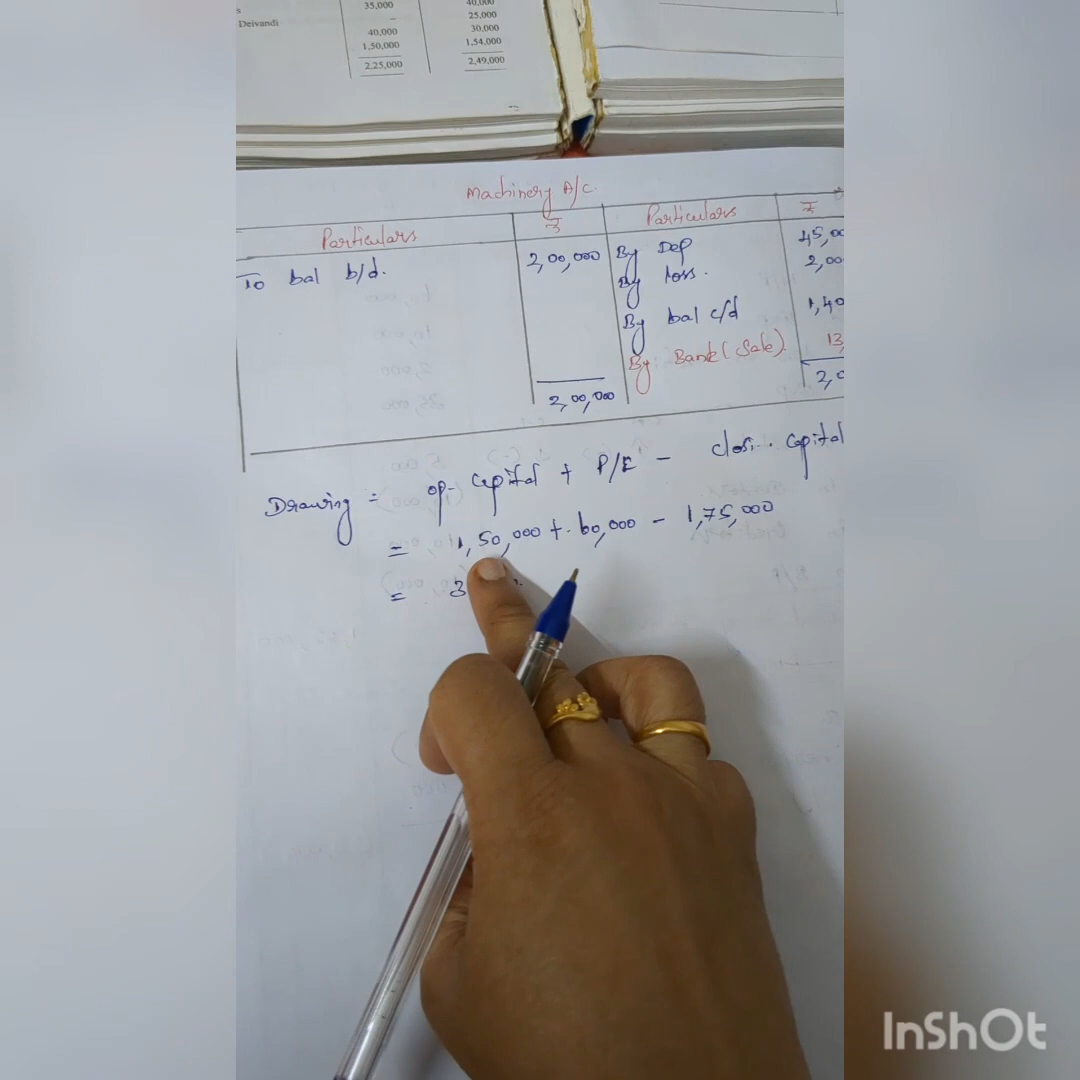 s 35,000 40,000
Deivandi – 25,000
40,000 30,000
1,50,000 1,54,000
2,25,000 2,49,000
Machinery A/c.
Particulars ₹ Particulars ₹
To bal b/d. 2,00,000 By Dep 45,00
By loss. 2,00
By bal c/d 1,40
By Bank (Sale). 13,
2,00,000 2,0
Drawing = op- Capital + P/L – closi. Capital
= 1,50,000 + 60,000 – 1,75,000
= 3
InShOt